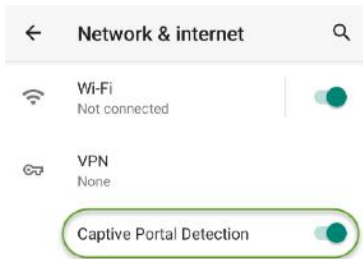 Network & internet
Wi-Fi
Not connected
VPN
None
Captive Portal Detection